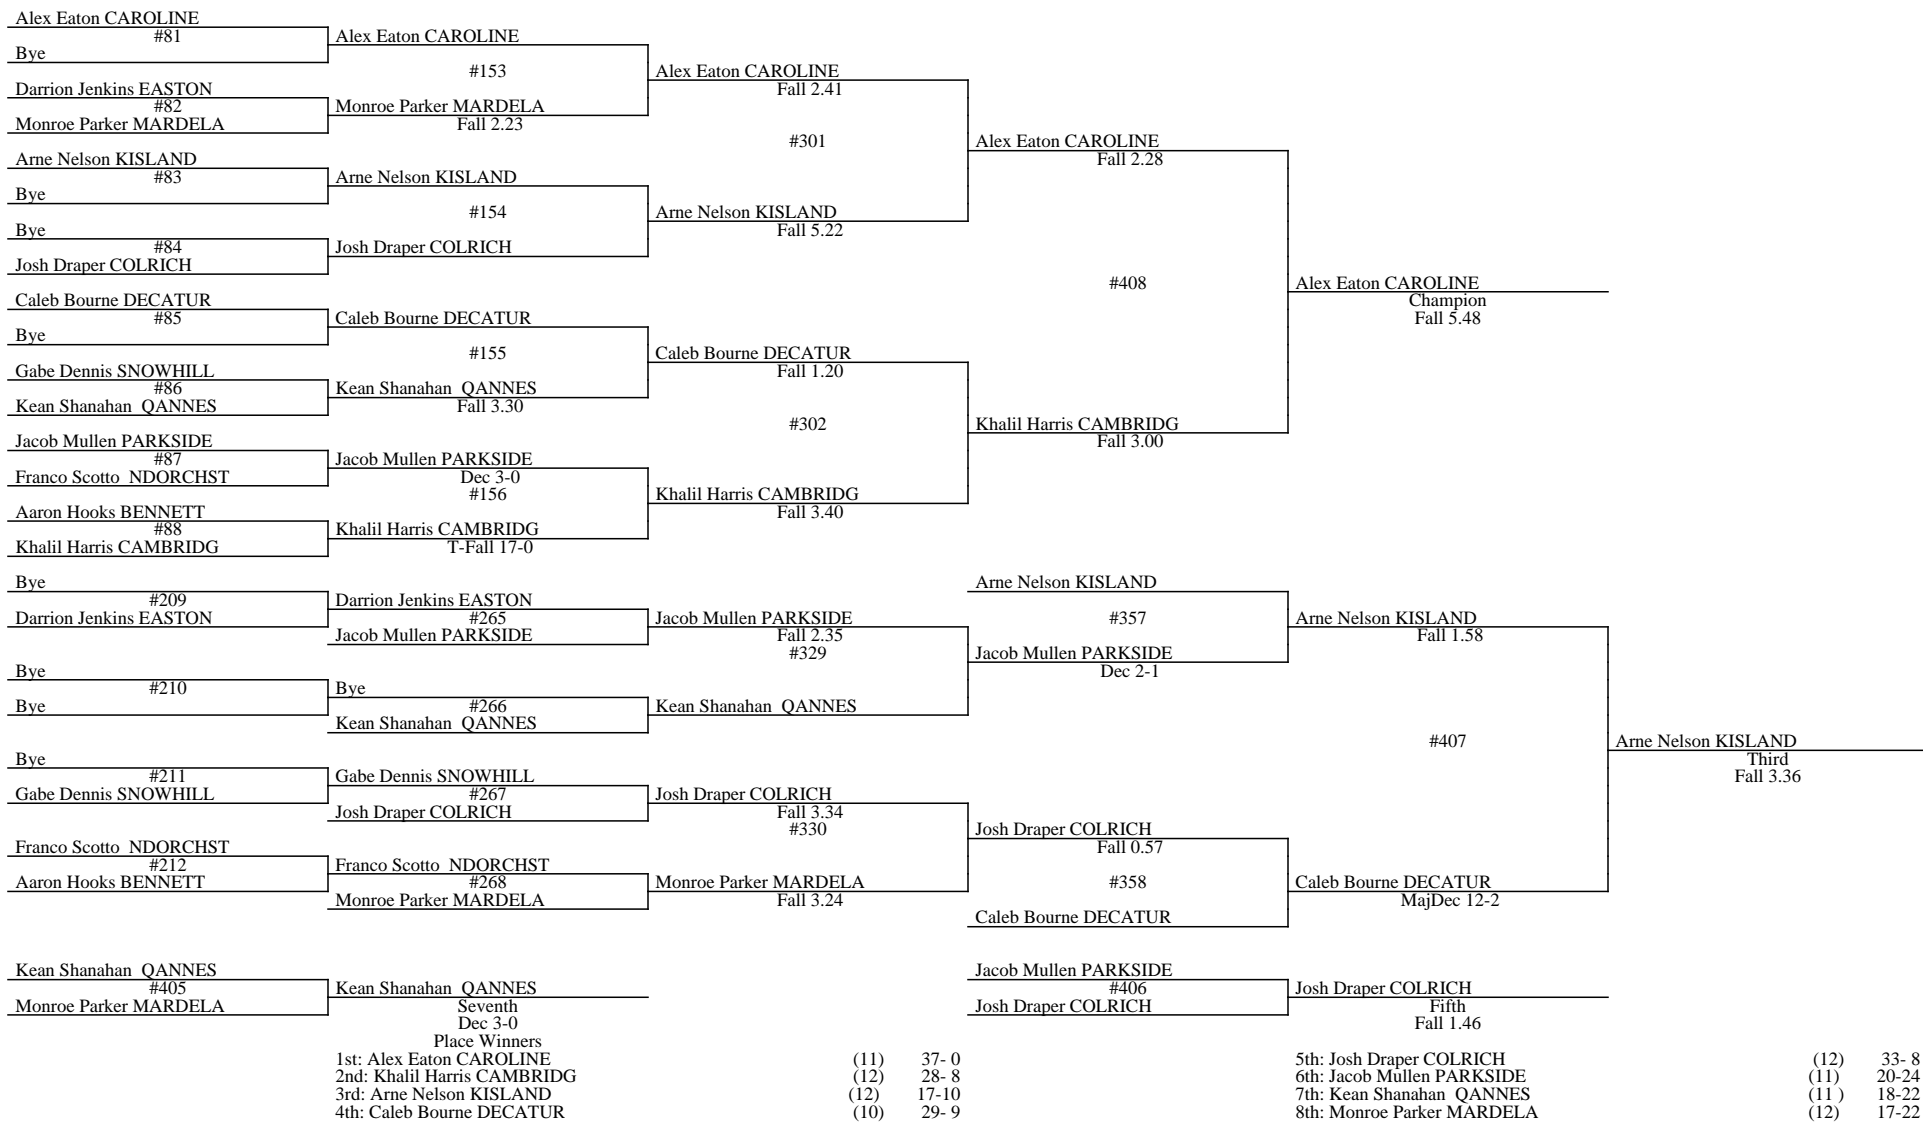 Alex Eaton CAROLINE
#81
Bye
Alex Eaton CAROLINE
#153
Darrion Jenkins EASTON
#82
Monroe Parker MARDELA
Monroe Parker MARDELA
Fall 2.23
Alex Eaton CAROLINE
Fall 2.41
#301
Arne Nelson KISLAND
#83
Bye
Arne Nelson KISLAND
#154
Bye
#84
Josh Draper COLRICH
Josh Draper COLRICH
Arne Nelson KISLAND
Fall 5.22
Alex Eaton CAROLINE
Fall 2.28
#408
Caleb Bourne DECATUR
#85
Bye
Caleb Bourne DECATUR
#155
Gabe Dennis SNOWHILL
#86
Kean Shanahan  QANNES
Kean Shanahan  QANNES
Fall 3.30
Caleb Bourne DECATUR
Fall 1.20
#302
Jacob Mullen PARKSIDE
#87
Franco Scotto  NDORCHST
Jacob Mullen PARKSIDE
Dec 3-0
#156
Aaron Hooks BENNETT
#88
Khalil Harris CAMBRIDG
Khalil Harris CAMBRIDG
T-Fall 17-0
Khalil Harris CAMBRIDG
Fall 3.40
Khalil Harris CAMBRIDG
Fall 3.00
Alex Eaton CAROLINE
Champion
Fall 5.48
Bye
#209
Darrion Jenkins EASTON
Darrion Jenkins EASTON
#265
Jacob Mullen PARKSIDE
Jacob Mullen PARKSIDE
Fall 2.35
#329
Bye
#210
Bye
Bye
#266
Kean Shanahan  QANNES
Kean Shanahan  QANNES
Arne Nelson KISLAND
#357
Jacob Mullen PARKSIDE
Dec 2-1
Arne Nelson KISLAND
Fall 1.58
#407
Bye
#211
Gabe Dennis SNOWHILL
Gabe Dennis SNOWHILL
#267
Josh Draper COLRICH
Josh Draper COLRICH
Fall 3.34
#330
Franco Scotto  NDORCHST
#212
Aaron Hooks BENNETT
Franco Scotto  NDORCHST
#268
Monroe Parker MARDELA
Monroe Parker MARDELA
Fall 3.24
Josh Draper COLRICH
Fall 0.57
#358
Caleb Bourne DECATUR
Caleb Bourne DECATUR
MajDec 12-2
Arne Nelson KISLAND
Third
Fall 3.36
Kean Shanahan  QANNES
#405
Monroe Parker MARDELA
Kean Shanahan  QANNES
Seventh
Dec 3-0
Jacob Mullen PARKSIDE
#406
Josh Draper COLRICH
Josh Draper COLRICH
Fifth
Fall 1.46
Place Winners
1st: Alex Eaton CAROLINE (11) 37- 0
2nd: Khalil Harris CAMBRIDG (12) 28- 8
3rd: Arne Nelson KISLAND (12) 17-10
4th: Caleb Bourne DECATUR (10) 29- 9
5th: Josh Draper COLRICH (12) 33- 8
6th: Jacob Mullen PARKSIDE (11) 20-24
7th: Kean Shanahan  QANNES (11 ) 18-22
8th: Monroe Parker MARDELA (12) 17-22